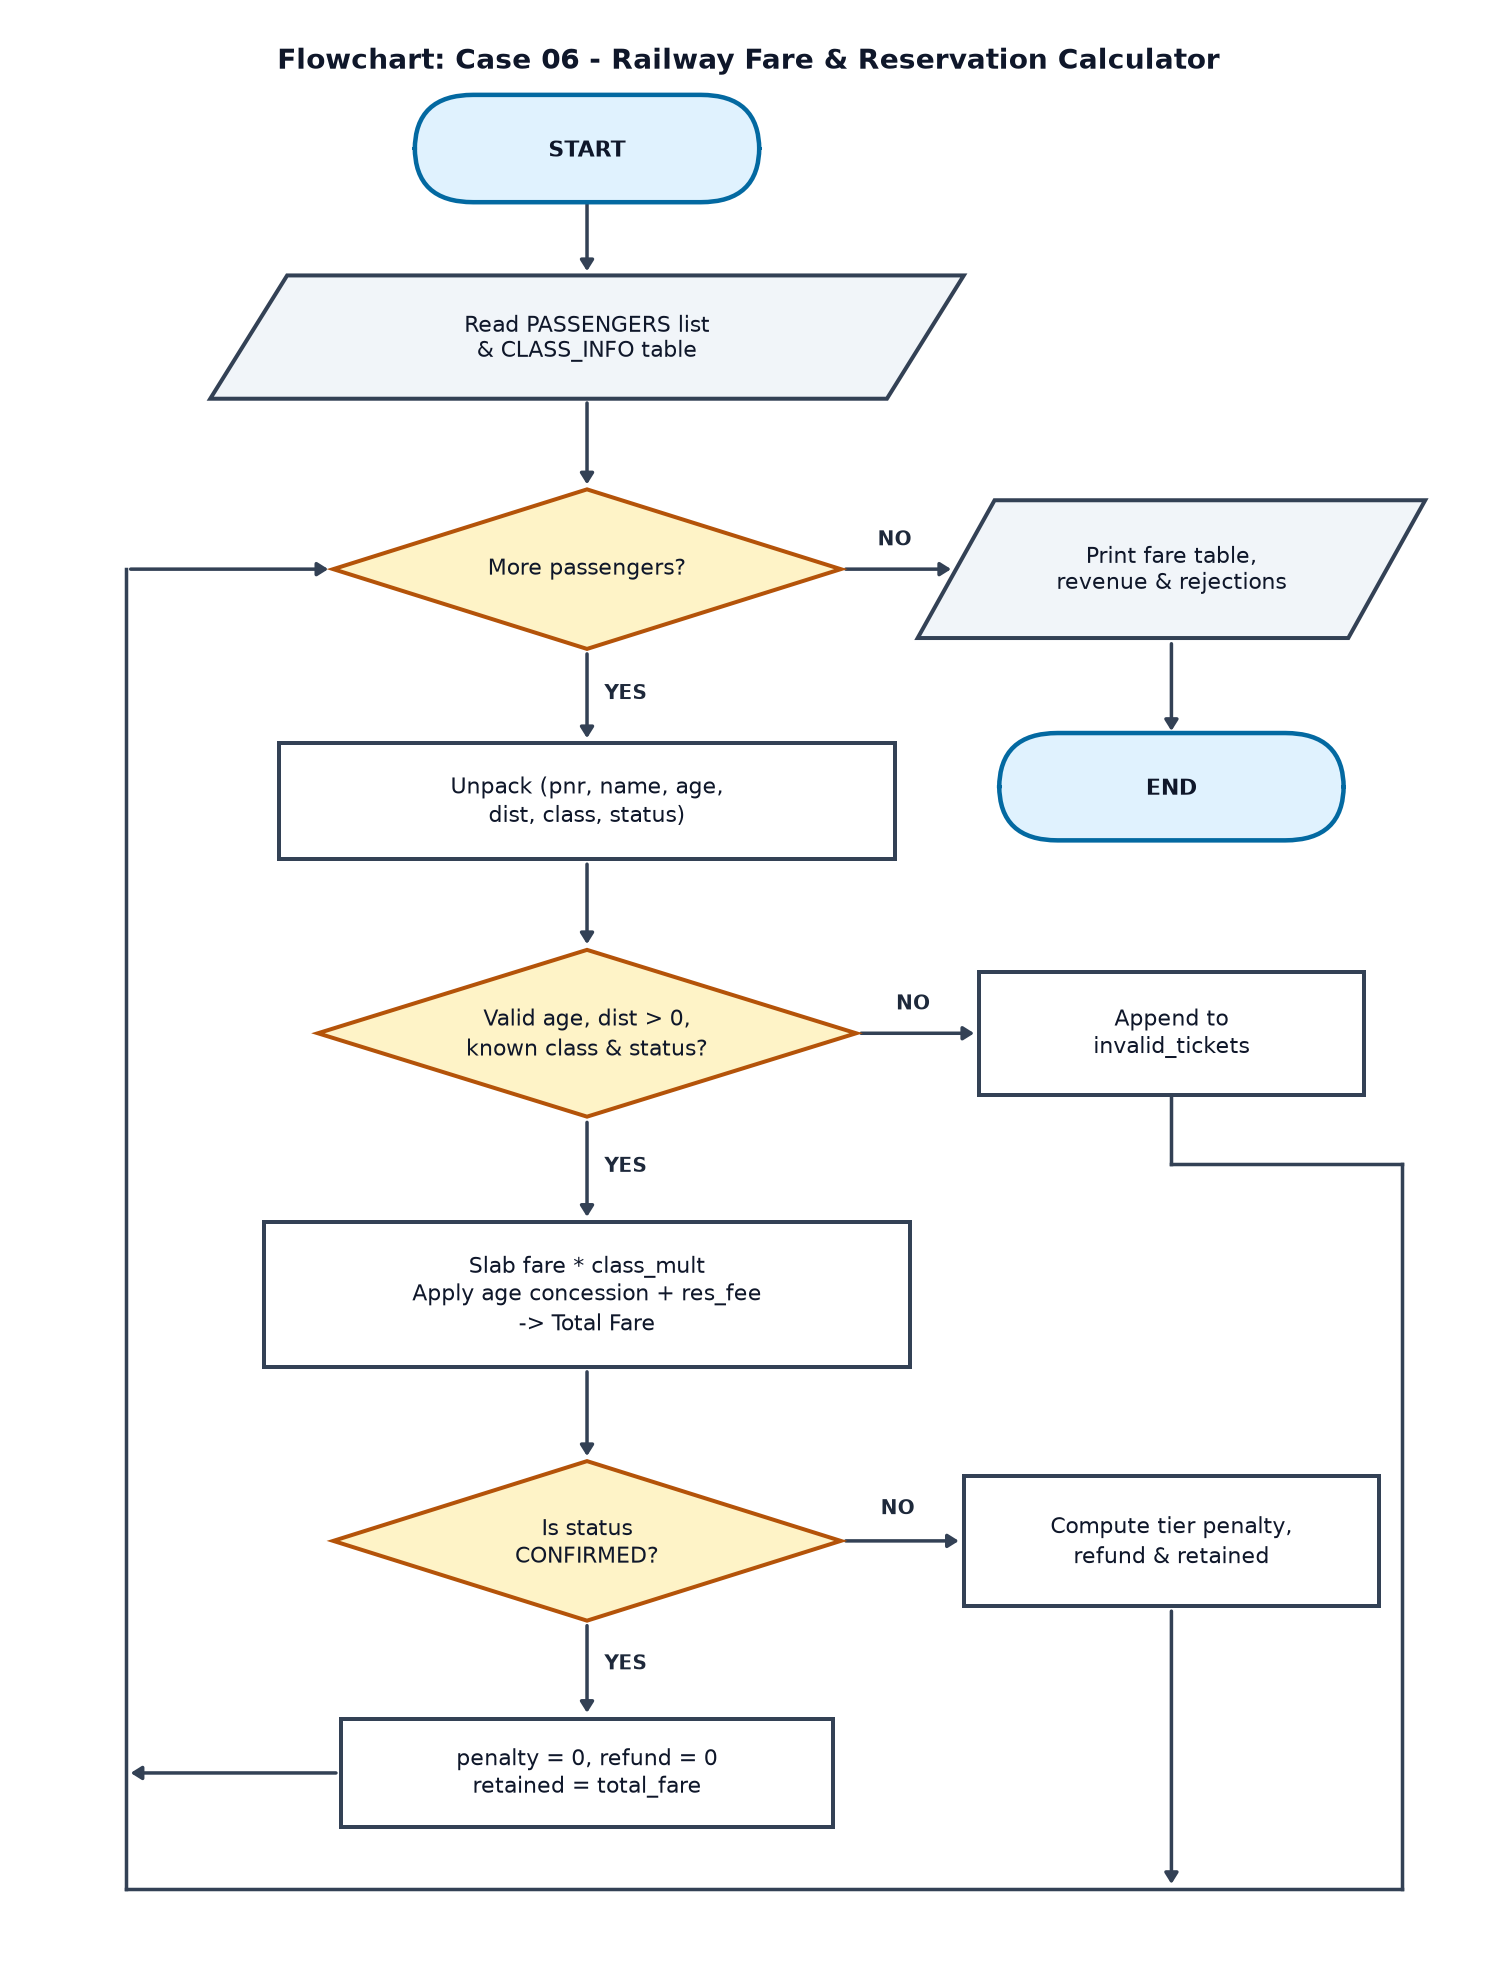 Flowchart: Case 06 - Railway Fare & Reservation Calculator
START
Read PASSENGERS list
& CLASS_INFO table
More passengers?
NO
Print fare table,
revenue & rejections
YES
END
Unpack (pnr, name, age,
dist, class, status)
Valid age, dist > 0,
known class & status?
NO
Append to
invalid_tickets
YES
Slab fare * class_mult
Apply age concession + res_fee
-> Total Fare
Is status
CONFIRMED?
NO
Compute tier penalty,
refund & retained
YES
penalty = 0, refund = 0
retained = total_fare